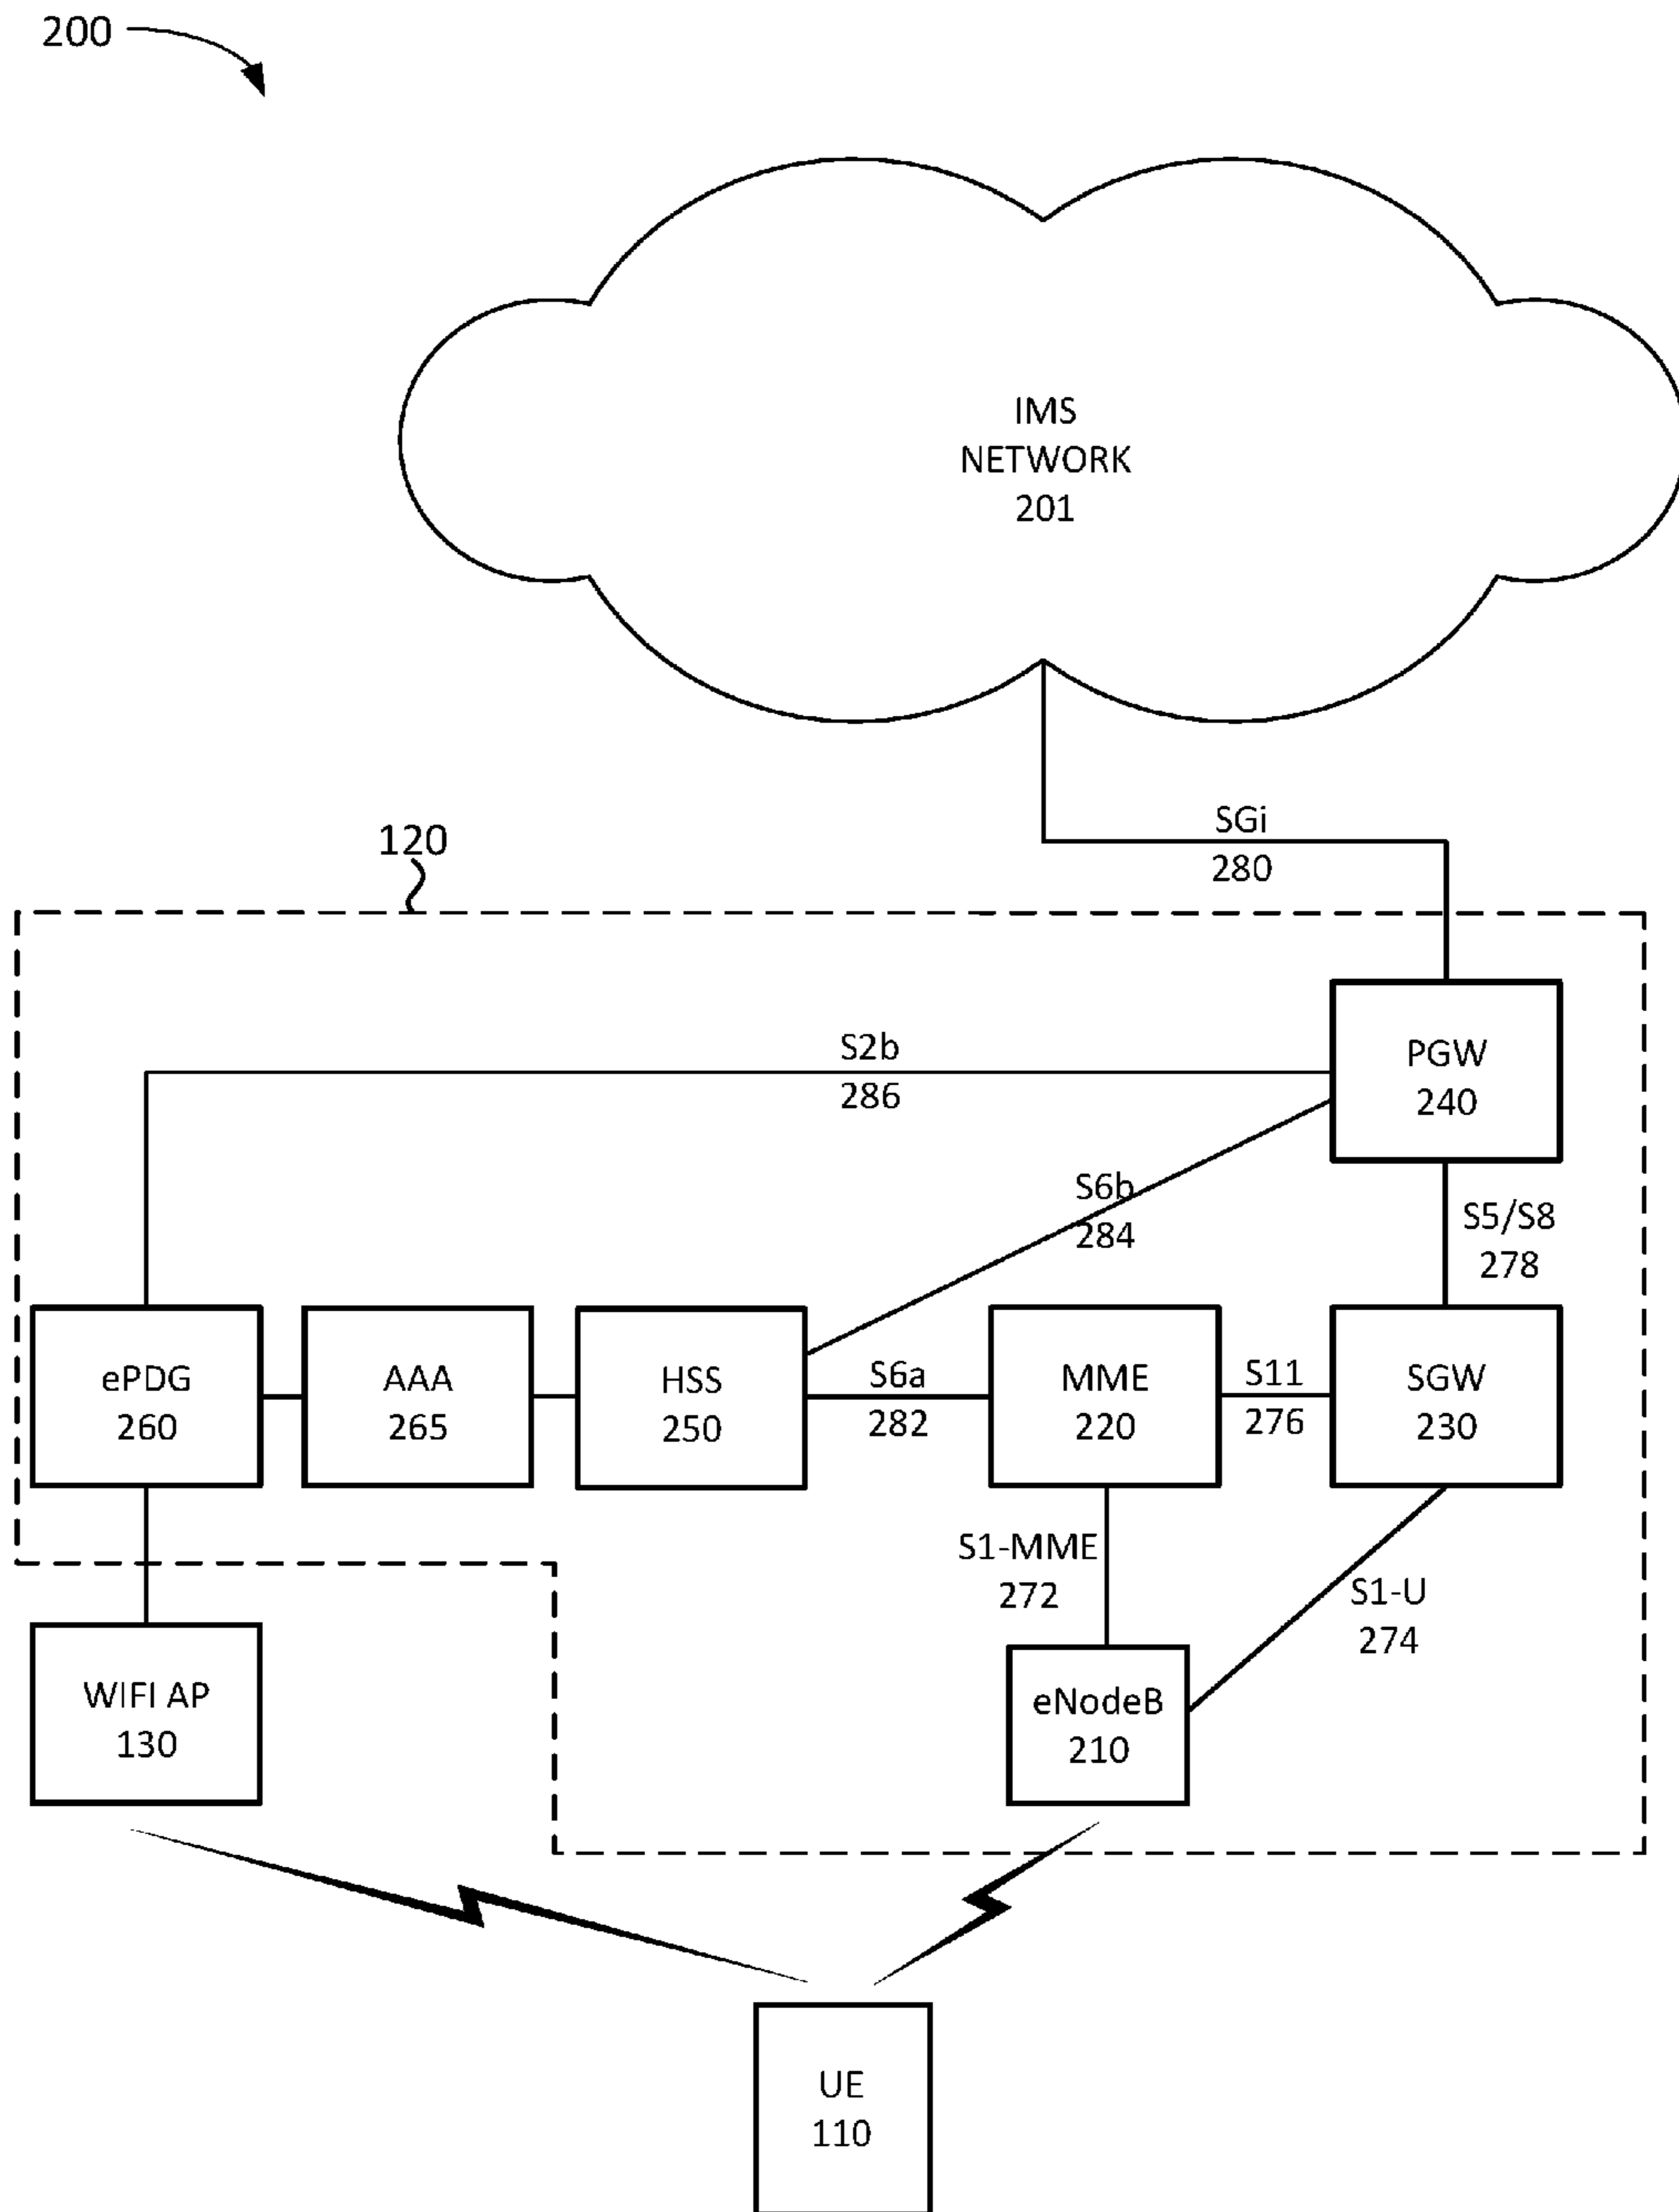 200
IMS
NETWORK
201
SGi
280
120
S2b
286
PGW
240
S6b
284
S5/S8
278
ePDG
260
AAA
265
HSS
250
S6a
282
MME
220
S11
276
SGW
230
S1-MME
272
S1-U
274
WIFI AP
130
eNodeB
210
UE
110